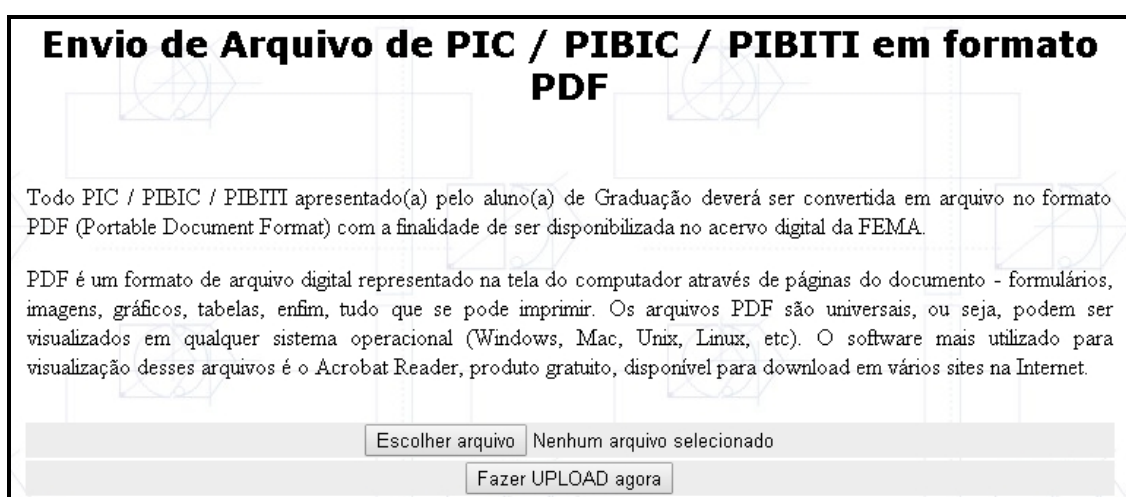 Envio de Arquivo de PIC / PIBIC / PIBITI em formato
PDF
Todo PIC / PIBIC / PIBITI apresentado(a) pelo aluno(a) de Graduação deverá ser convertida em arquivo no formato
PDF (Portable Document Format) com a finalidade de ser disponibilizada no acervo digital da FEMA.
PDF é um formato de arquivo digital representado na tela do computador através de páginas do documento - formulários,
imagens, gráficos, tabelas, enfim, tudo que se pode imprimir. Os arquivos PDF são universais, ou seja, podem ser
visualizados em qualquer sistema operacional (Windows, Mac, Unix, Linux, etc). O software mais utilizado para
visualização desses arquivos é o Acrobat Reader, produto gratuito, disponível para download em vários sites na Internet.
Escolher arquivo Nenhum arquivo selecionado
Fazer UPLOAD agora